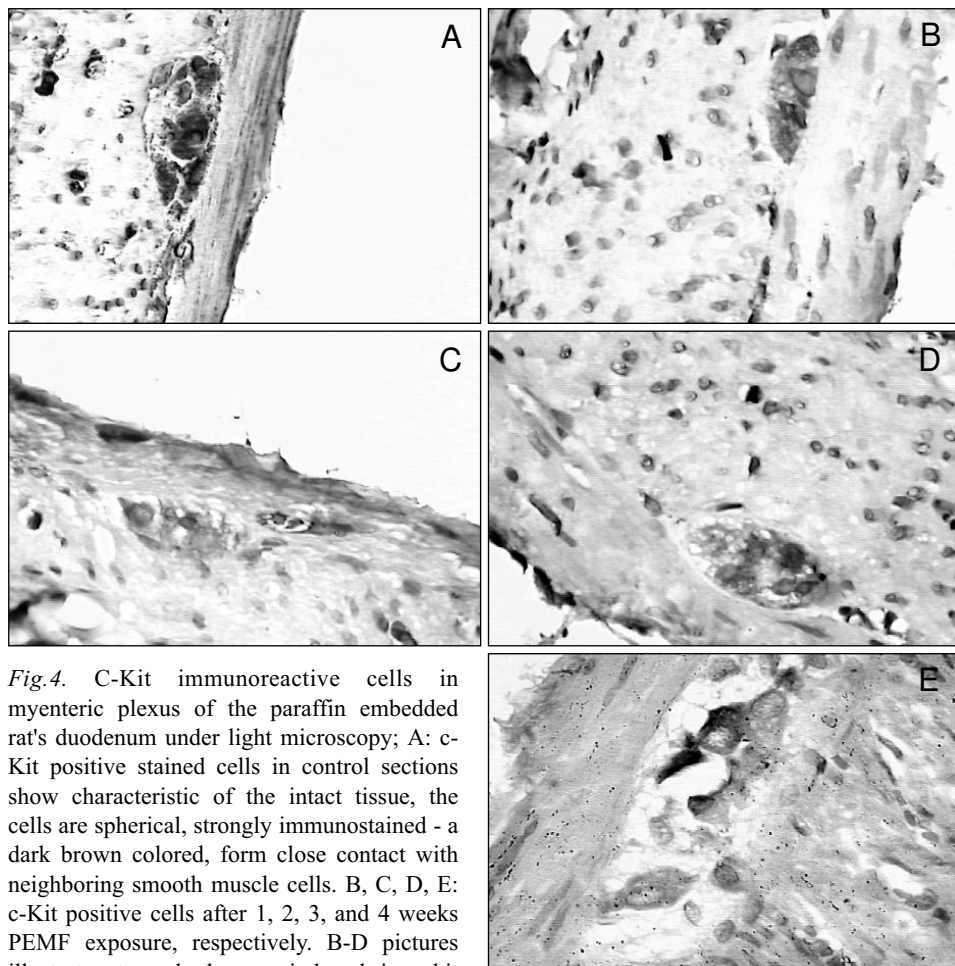 A
B
C
D
E
Fig.4. C-Kit immunoreactive cells in
myenteric plexus of the paraffin embedded
rat's duodenum under light microscopy; A: c-
Kit positive stained cells in control sections
show characteristic of the intact tissue, the
cells are spherical, strongly immunostained - a
dark brown colored, form close contact with
neighboring smooth muscle cells. B, C, D, E:
c-Kit positive cells after 1, 2, 3, and 4 weeks
PEMF exposure, respectively. B-D pictures